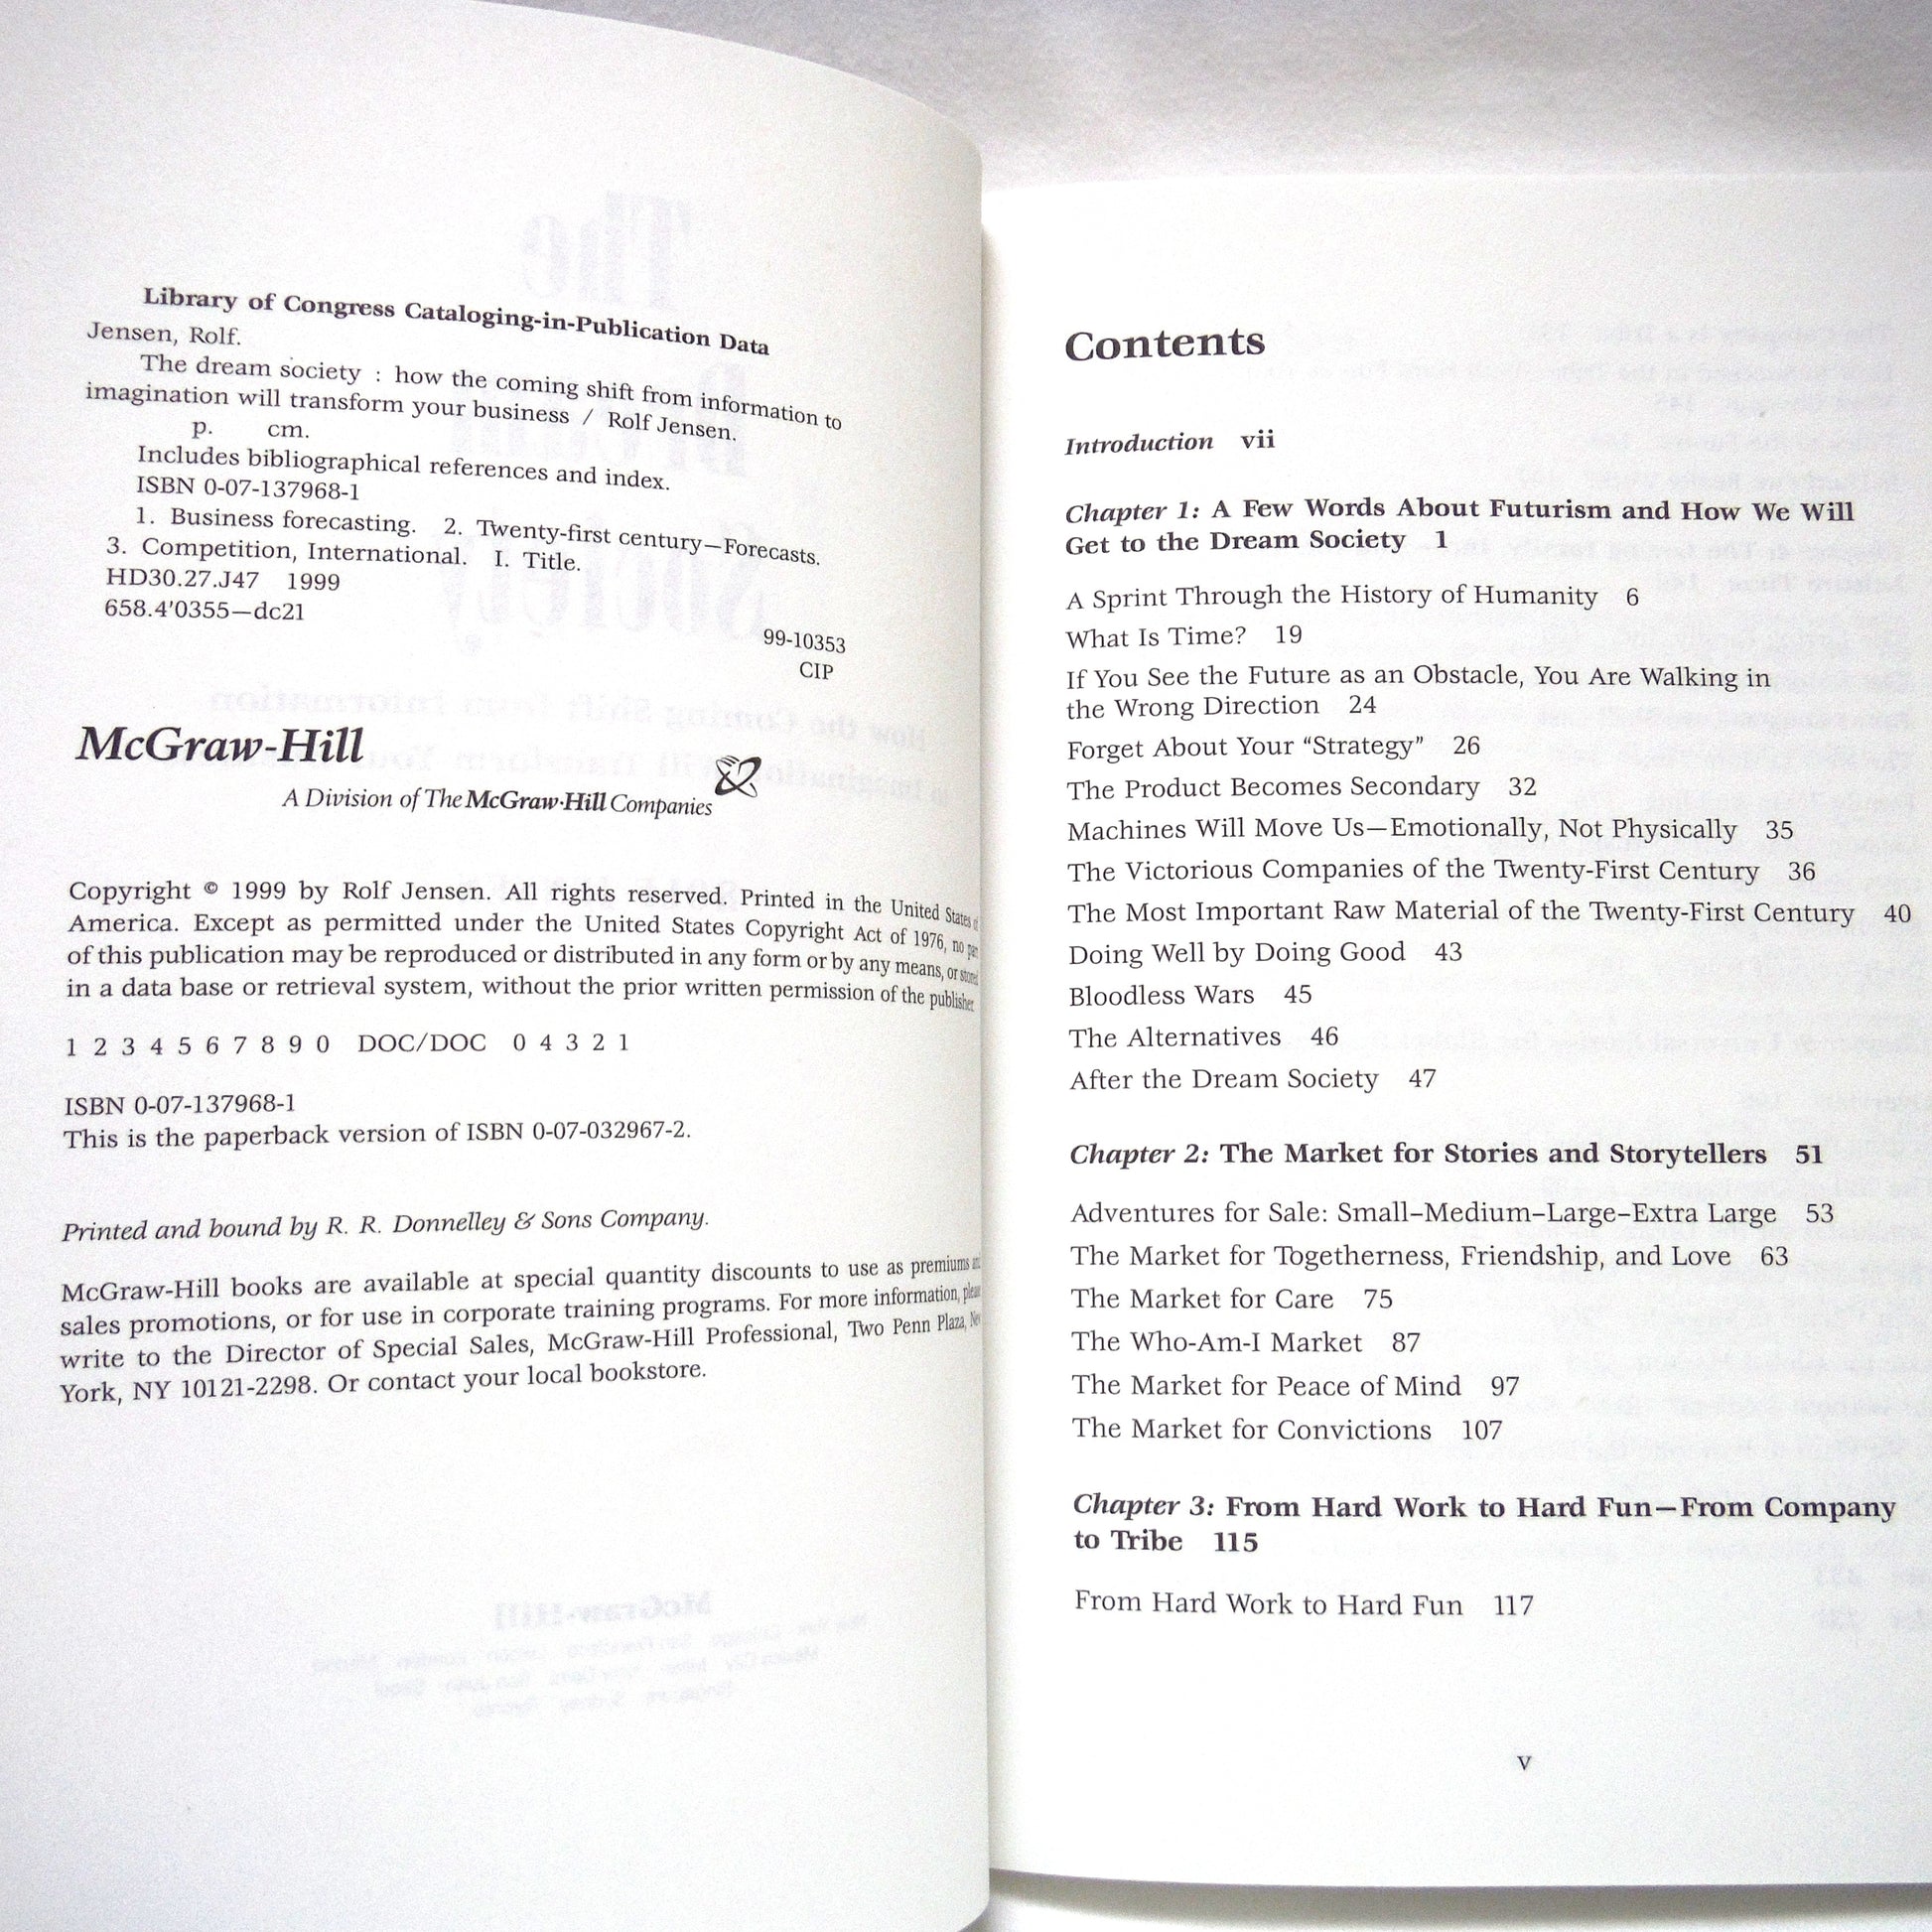 Library of Congress Cataloging-in-Publication Data
Jensen, Rolf.
The dream society : how the coming shift from information to
imagination will transform your business / Rolf Jensen.
p. cm.
Includes bibliographical references and index.
ISBN 0-07-137968-1
1. Business forecasting. 2. Twenty-first century—Forecasts.
3. Competition, International. I. Title.
HD30.27.J47 1999
658.4'0355—dc21
99-10353
CIP
McGraw-Hill
A Division of The McGraw·Hill Companies
Copyright © 1999 by Rolf Jensen. All rights reserved. Printed in the United States of
America. Except as permitted under the United States Copyright Act of 1976, no part
of this publication may be reproduced or distributed in any form or by any means, or stored
in a data base or retrieval system, without the prior written permission of the publisher.
1 2 3 4 5 6 7 8 9 0 DOC/DOC 0 4 3 2 1
ISBN 0-07-137968-1
This is the paperback version of ISBN 0-07-032967-2.
Printed and bound by R. R. Donnelley & Sons Company.
McGraw-Hill books are available at special quantity discounts to use as premiums
sales promotions, or for use in corporate training programs. For more information,
write to the Director of Special Sales, McGraw-Hill Professional, Two Penn Plaza, New
York, NY 10121-2298. Or contact your local bookstore.
Contents
Introduction vii
Chapter 1: A Few Words About Futurism and How We Will
Get to the Dream Society 1
A Sprint Through the History of Humanity 6
What Is Time? 19
If You See the Future as an Obstacle, You Are Walking in
the Wrong Direction 24
Forget About Your “Strategy” 26
The Product Becomes Secondary 32
Machines Will Move Us—Emotionally, Not Physically 35
The Victorious Companies of the Twenty-First Century 36
The Most Important Raw Material of the Twenty-First Century 40
Doing Well by Doing Good 43
Bloodless Wars 45
The Alternatives 46
After the Dream Society 47
Chapter 2: The Market for Stories and Storytellers 51
Adventures for Sale: Small–Medium–Large–Extra Large 53
The Market for Togetherness, Friendship, and Love 63
The Market for Care 75
The Who-Am-I Market 87
The Market for Peace of Mind 97
The Market for Convictions 107
Chapter 3: From Hard Work to Hard Fun—From Company
to Tribe 115
From Hard Work to Hard Fun 117
v